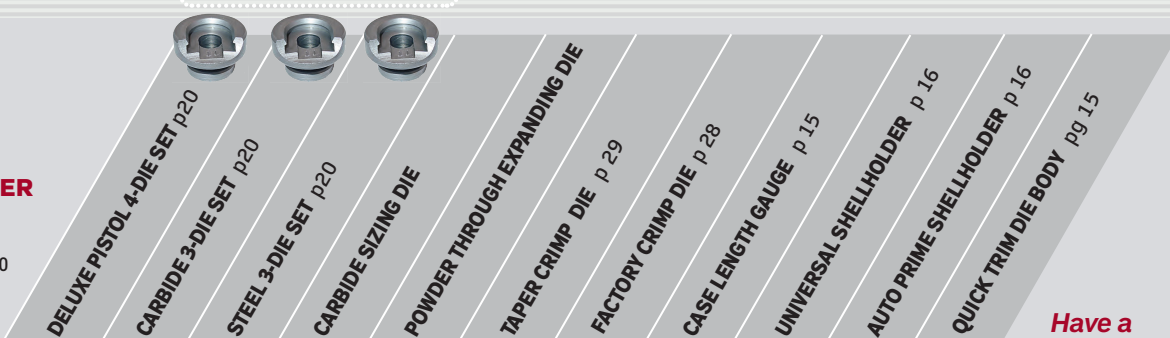 DELUXE PISTOL 4-DIE SET p20
CARBIDE 3-DIE SET p20
STEEL 3-DIE SET p20
CARBIDE SIZING DIE
POWDER THROUGH EXPANDING DIE
TAPER CRIMP DIE p 29
FACTORY CRIMP DIE p 28
CASE LENGTH GAUGE p 15
UNIVERSAL SHELLHOLDER p 16
AUTO PRIME SHELLHOLDER p 16
QUICK TRIM DIE BODY pg 15
ER
0
Have a